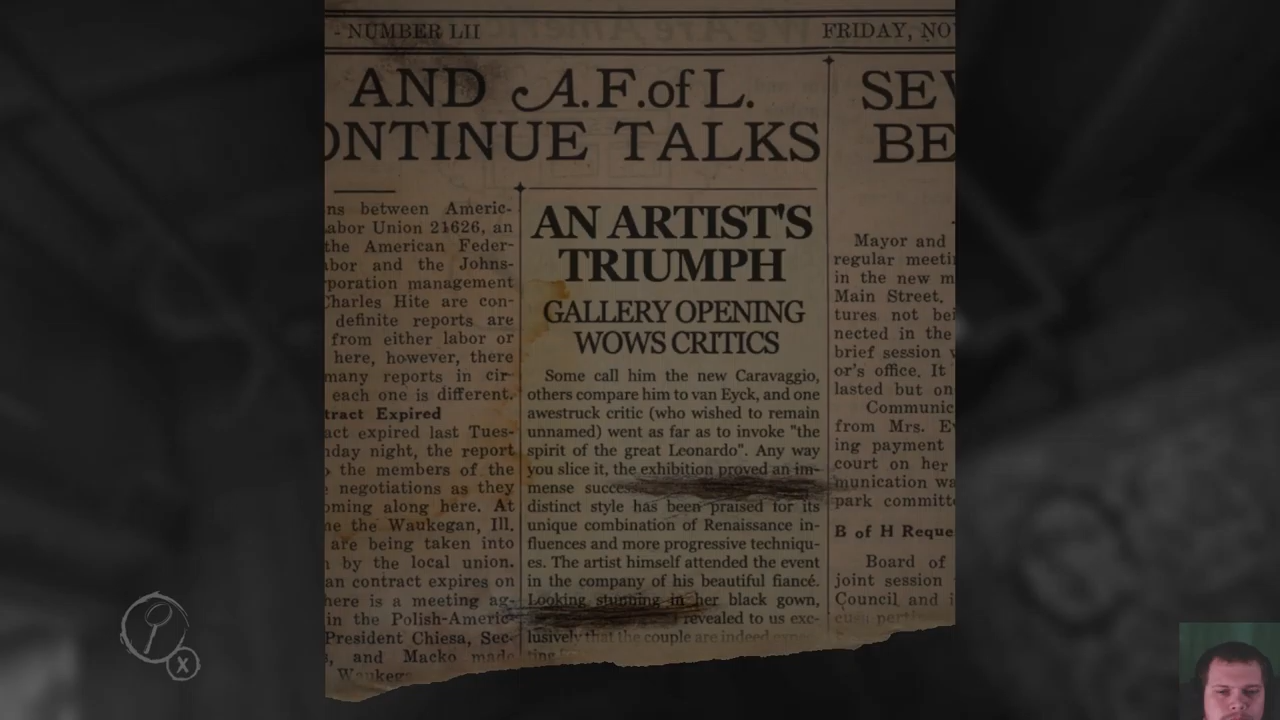 - NUMBER LII
FRIDAY, NO
AND A.F.of L.
ONTINUE TALKS
SEV
BE
ns between Americ-
abor Union 21626, an
the American Feder-
bor and the Johns-
poration management
Charles Hite are con-
definite reports are
from either labor or
here, however, there
many reports in cir-
each one is different.
tract Expired
act expired last Tues-
day night, the report
the members of the
negotiations as they
oming along here. At
e the Waukegan, Ill.
are being taken into
by the local union.
an contract expires on
here is a meeting ag-
in the Polish-Americ-
President Chiesa, Sec-
, and Macko made
Waukeg
AN ARTIST'S
TRIUMPH
GALLERY OPENING
WOWS CRITICS
Some call him the new Caravaggio,
others compare him to van Eyck, and one
awestruck critic (who wished to remain
unnamed) went as far as to invoke "the
spirit of the great Leonardo". Any way
you slice it, the exhibition proved an im-
mense success
distinct style has been praised for its
unique combination of Renaissance in-
fluences and more progressive techniqu-
es. The artist himself attended the event
in the company of his beautiful fiancé.
Looking stunning in her black gown,
revealed to us exc-
lusively that the couple are indeed expec-
ting
Mayor and
regular meetin
in the new m
Main Street.
tures not bei
nected in the
brief session
or's office. It
lasted but on
Communic
from Mrs. Ev
ing payment
court on her
munication wa
park committe
B of H Reque
Board of
joint session
Council and i
X